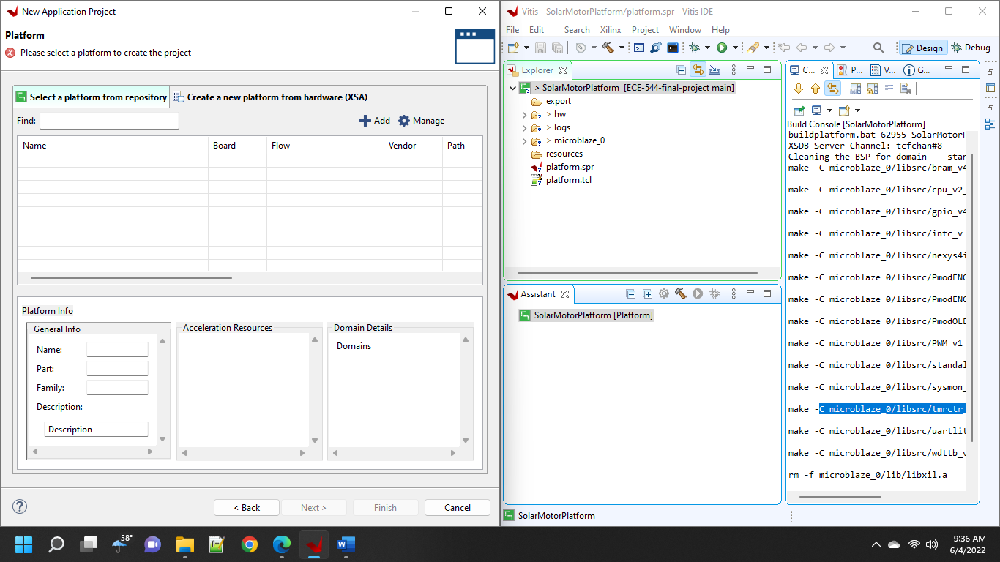 New Application Project
Platform
Please select a platform to create the project
Select a platform from repository
Create a new platform from hardware (XSA)
Find:
Add
Manage
Name
Board
Flow
Vendor
Path
Platform Info
General Info
Name:
Part:
Family:
Description:
Description
Acceleration Resources
Domain Details
Domains
?
< Back
Next >
Finish
Cancel
Vitis - SolarMotorPlatform/platform.spr - Vitis IDE
File Edit Search Xilinx Project Window Help
Design
Debug
Explorer
> SolarMotorPlatform [ECE-544-final-project main]
export
> hw
> logs
> microblaze_0
resources
platform.spr
platform.tcl
Assistant
SolarMotorPlatform [Platform]
C...
P...
V...
G...
Build Console [SolarMotorPlatform]
buildplatform.bat 62955 SolarMotorP
XSDB Server Channel: tcfchan#8
Cleaning the BSP for domain - stan
make -C microblaze_0/libsrc/bram_v4
make -C microblaze_0/libsrc/cpu_v2_
make -C microblaze_0/libsrc/gpio_v4
make -C microblaze_0/libsrc/intc_v3
make -C microblaze_0/libsrc/nexys4i
make -C microblaze_0/libsrc/PmodENC
make -C microblaze_0/libsrc/PmodENC
make -C microblaze_0/libsrc/PmodOLE
make -C microblaze_0/libsrc/PWM_v1_
make -C microblaze_0/libsrc/standal
make -C microblaze_0/libsrc/sysmon_
make -C microblaze_0/libsrc/tmrctr_
make -C microblaze_0/libsrc/uartlit
make -C microblaze_0/libsrc/wdttb_v
rm -f microblaze_0/lib/libxil.a
SolarMotorPlatform
58°
9:36 AM
6/4/2022